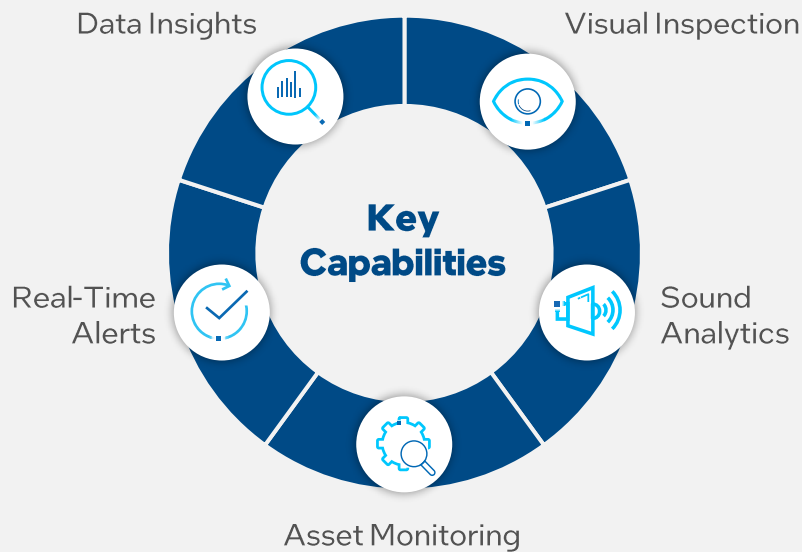 Data Insights
Visual Inspection
Key
Capabilities
Real-Time
Alerts
Sound
Analytics
Asset Monitoring